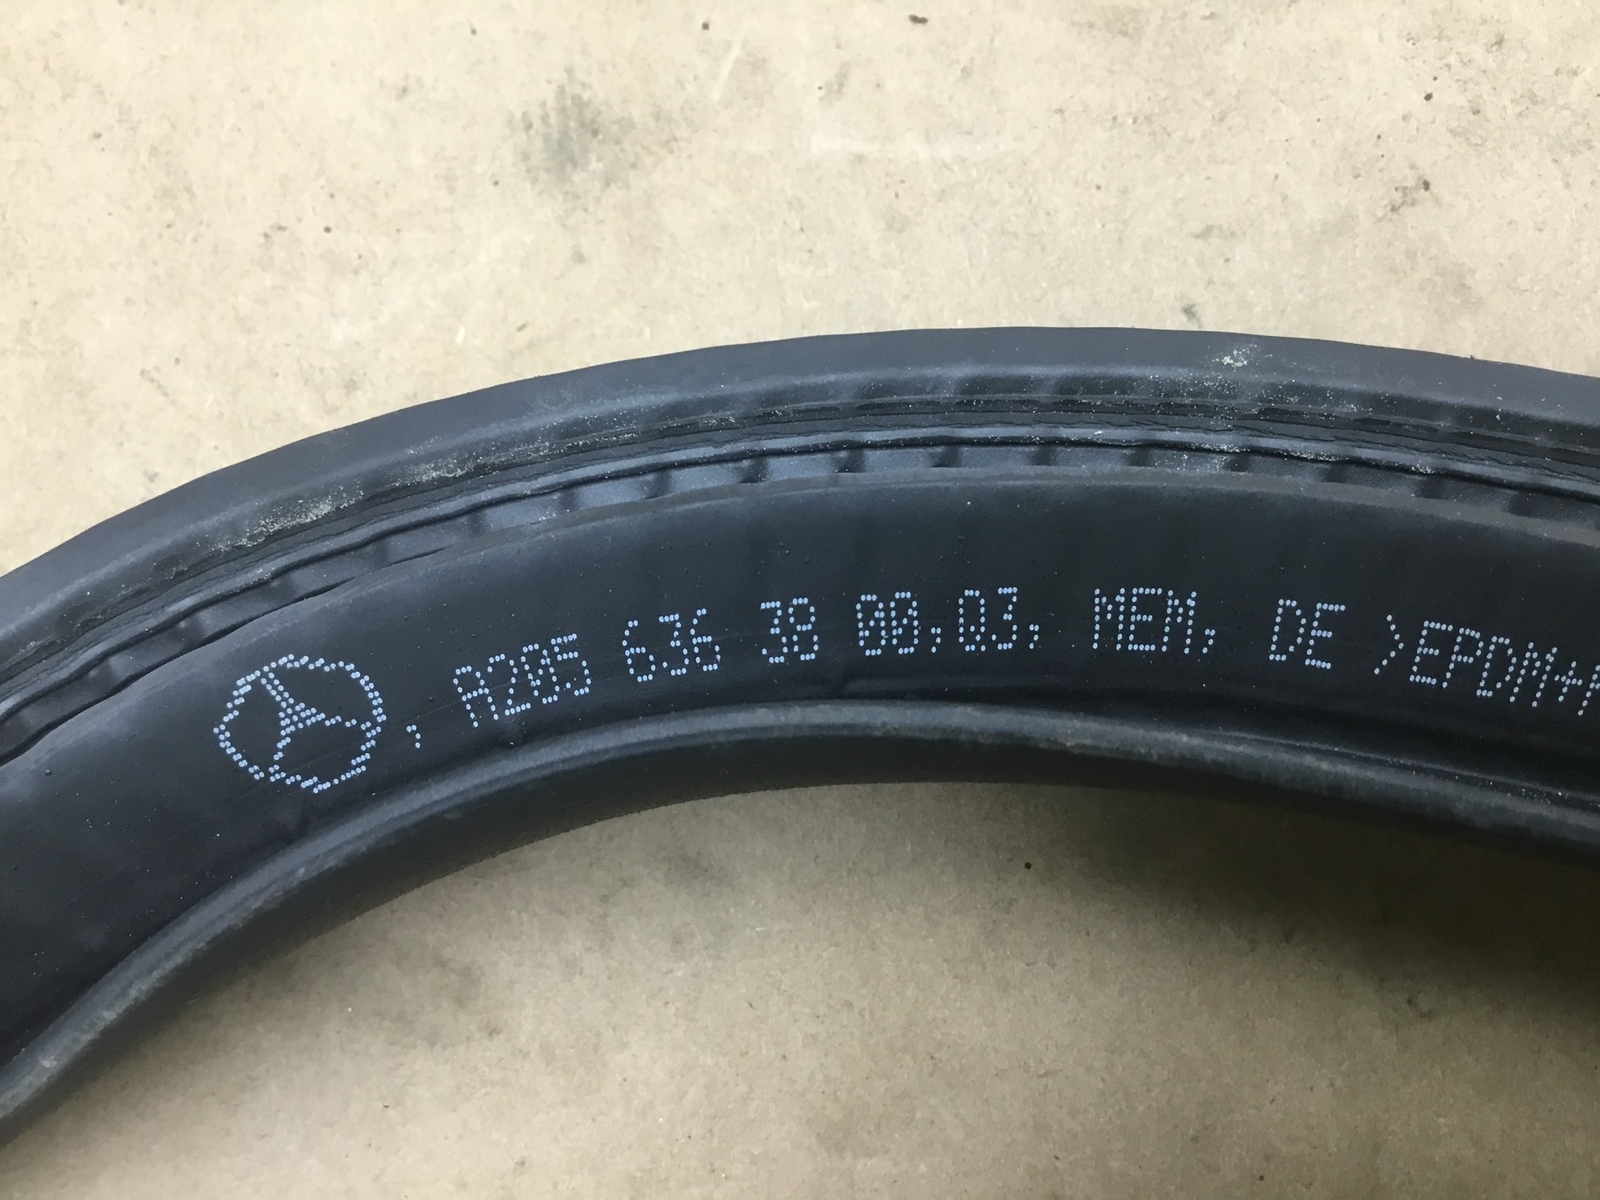 , A205 636 38 00,03, MEM, DE >EPDM+